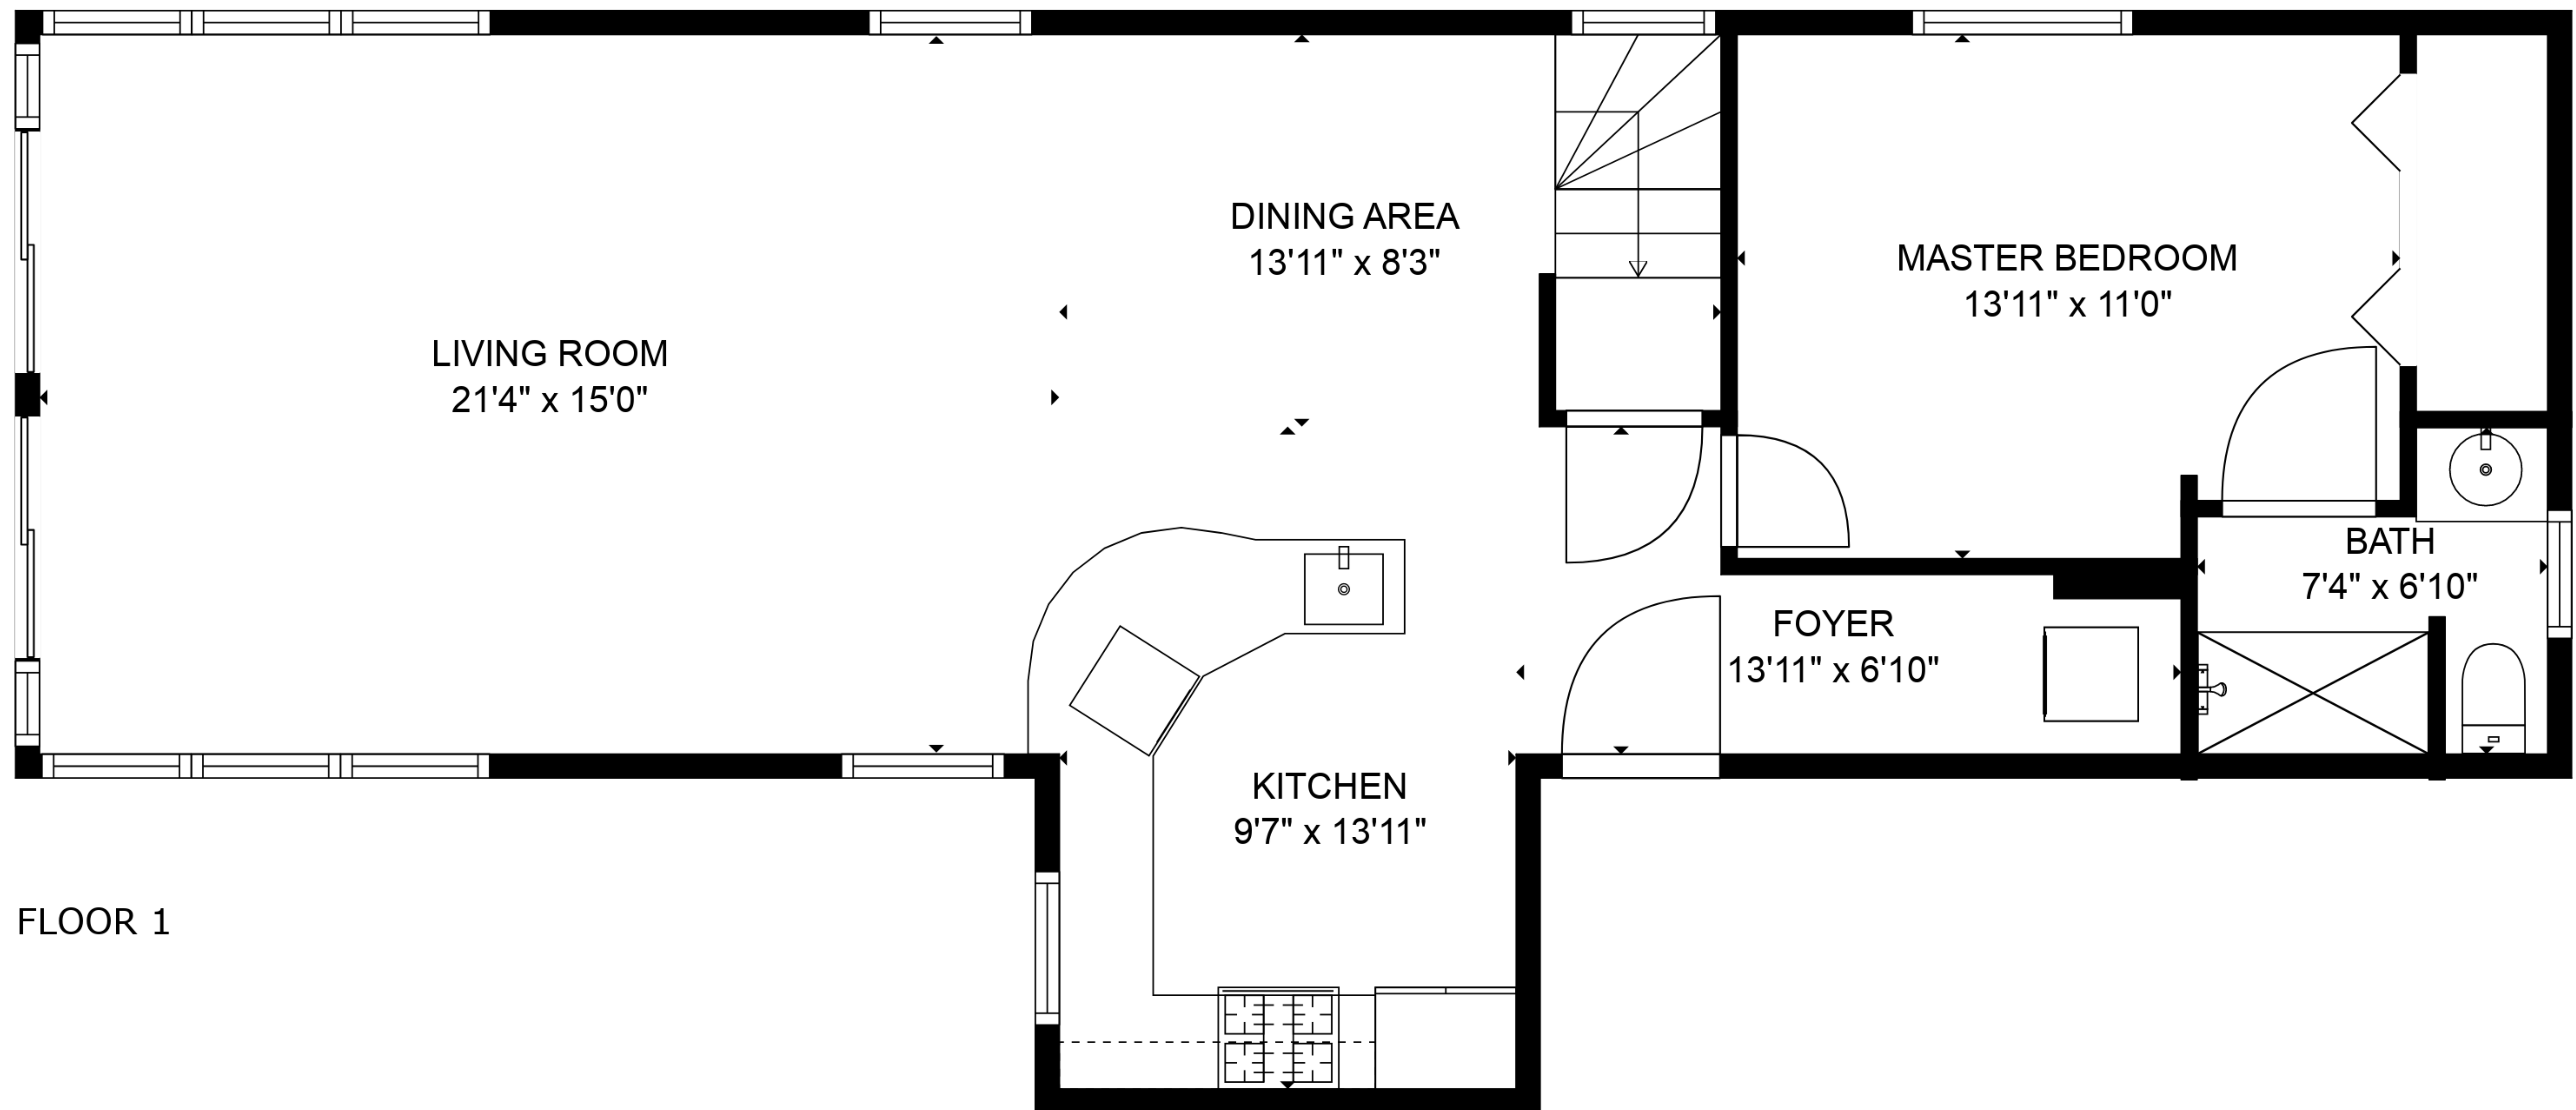 DINING AREA
13'11" x 8'3"
MASTER BEDROOM
13'11" x 11'0"
LIVING ROOM
21'4" x 15'0"
BATH
7'4" x 6'10"
FOYER
13'11" x 6'10"
KITCHEN
9'7" x 13'11"
FLOOR 1